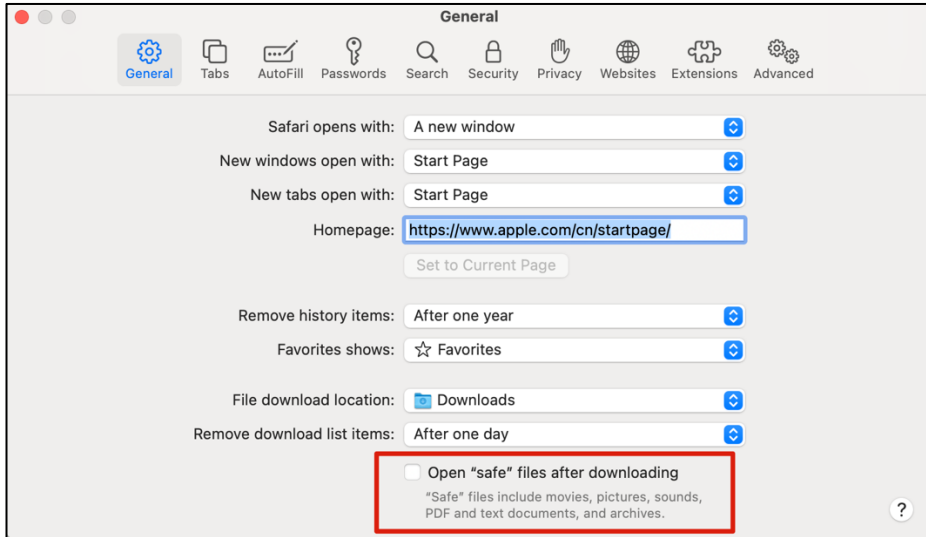 General
General Tabs AutoFill Passwords Search Security Privacy Websites Extensions Advanced
Safari opens with: A new window
New windows open with: Start Page
New tabs open with: Start Page
Homepage: https://www.apple.com/cn/startpage/
Set to Current Page
Remove history items: After one year
Favorites shows: Favorites
File download location: Downloads
Remove download list items: After one day
Open “safe” files after downloading
“Safe” files include movies, pictures, sounds,
PDF and text documents, and archives.
?